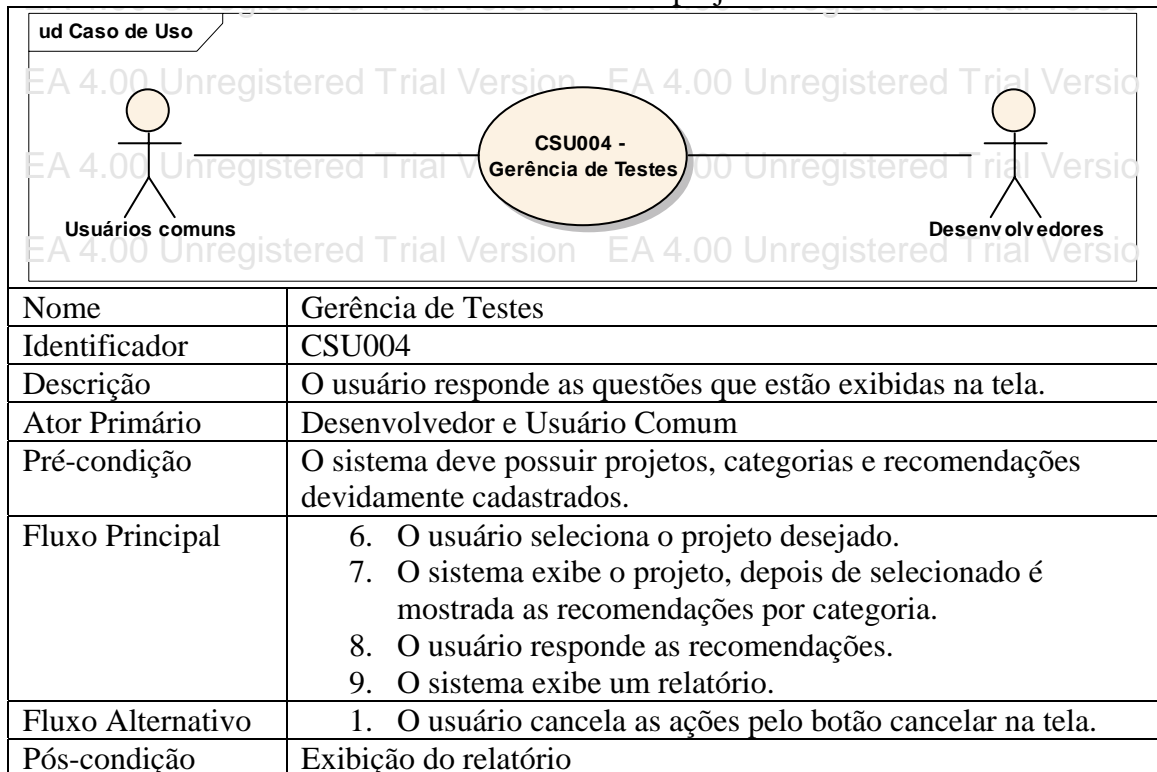 ud Caso de Uso
EA 4.00 Unregistered Trial Version EA 4.00 Unregistered Trial Versio
CSU004 -
Gerência de Testes
EA 4.00 Unregistered Trial V 00 Unregistered Trial Versio
Usuários comuns
Desenvolvedores
EA 4.00 Unregistered Trial Version EA 4.00 Unregistered Trial Versio
Nome Gerência de Testes
Identificador CSU004
Descrição O usuário responde as questões que estão exibidas na tela.
Ator Primário Desenvolvedor e Usuário Comum
Pré-condição O sistema deve possuir projetos, categorias e recomendações
devidamente cadastrados.
Fluxo Principal 6. O usuário seleciona o projeto desejado.
7. O sistema exibe o projeto, depois de selecionado é
mostrada as recomendações por categoria.
8. O usuário responde as recomendações.
9. O sistema exibe um relatório.
Fluxo Alternativo 1. O usuário cancela as ações pelo botão cancelar na tela.
Pós-condição Exibição do relatório